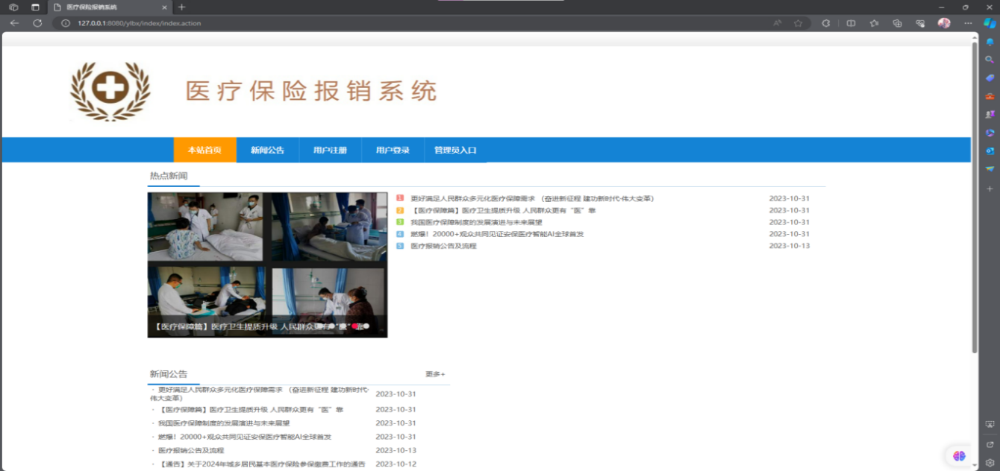 医疗保险报销系统
127.0.0.1:8080/ylbx/index/index.action
医疗保险报销系统
本站首页 新闻公告 用户注册 用户登录 管理员入口
热点新闻
1 更好满足人民群众多元化医疗保障需求 （奋进新征程 建功新时代·伟大变革） 2023-10-31
2 【医疗保障篇】医疗卫生提质升级 人民群众更有“医”靠 2023-10-31
3 我国医疗保障制度的发展演进与未来展望 2023-10-31
4 燃爆！20000+观众共同见证安保医疗智能AI全球首发 2023-10-31
5 医疗报销公告及流程 2023-10-13
【医疗保障篇】医疗卫生提质升级 人民群众更有“医”靠
新闻公告 更多+
· 更好满足人民群众多元化医疗保障需求 （奋进新征程 建功新时代·
伟大变革） 2023-10-31
· 【医疗保障篇】医疗卫生提质升级 人民群众更有“医”靠 2023-10-31
· 我国医疗保障制度的发展演进与未来展望 2023-10-31
· 燃爆！20000+观众共同见证安保医疗智能AI全球首发 2023-10-31
· 医疗报销公告及流程 2023-10-13
· 【通告】关于2024年城乡居民基本医疗保险参保缴费工作的通告 2023-10-12